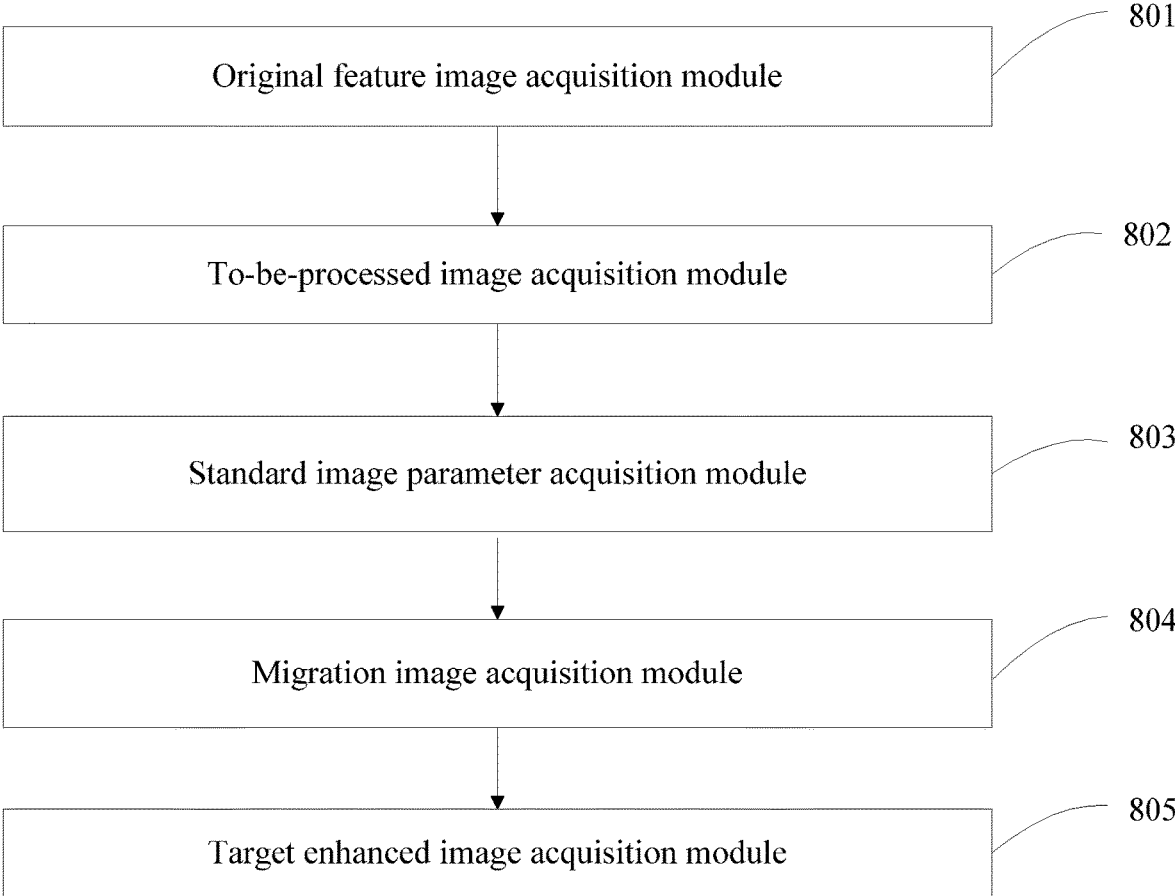 801
Original feature image acquisition module
802
To-be-processed image acquisition module
803
Standard image parameter acquisition module
804
Migration image acquisition module
805
Target enhanced image acquisition module